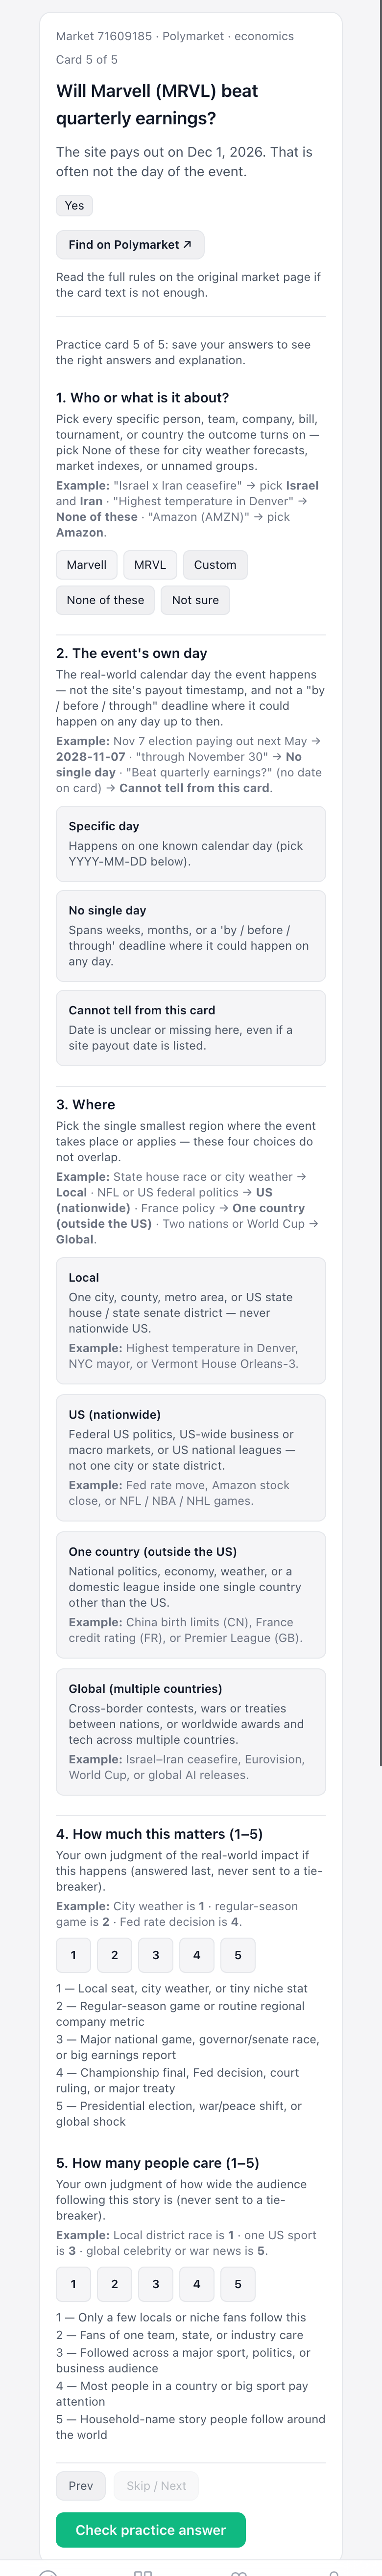 Market 71609185 · Polymarket · economics
Card 5 of 5
Will Marvell (MRVL) beat
quarterly earnings?
The site pays out on Dec 1, 2026. That is
often not the day of the event.
Yes
Find on Polymarket ↗
Read the full rules on the original market page if
the card text is not enough.
Practice card 5 of 5: save your answers to see
the right answers and explanation.
1. Who or what is it about?
Pick every specific person, team, company, bill,
tournament, or country the outcome turns on —
pick None of these for city weather forecasts,
market indexes, or unnamed groups.
Example: "Israel x Iran ceasefire" → pick Israel
and Iran · "Highest temperature in Denver" →
None of these · "Amazon (AMZN)" → pick
Amazon.
Marvell MRVL Custom
None of these Not sure
2. The event's own day
The real-world calendar day the event happens
— not the site's payout timestamp, and not a "by
/ before / through" deadline where it could
happen on any day up to then.
Example: Nov 7 election paying out next May →
2028-11-07 · "through November 30" → No
single day · "Beat quarterly earnings?" (no date
on card) → Cannot tell from this card.
Specific day
Happens on one known calendar day (pick
YYYY-MM-DD below).
No single day
Spans weeks, months, or a 'by / before /
through' deadline where it could happen on
any day.
Cannot tell from this card
Date is unclear or missing here, even if a
site payout date is listed.
3. Where
Pick the single smallest region where the event
takes place or applies — these four choices do
not overlap.
Example: State house race or city weather →
Local · NFL or US federal politics → US
(nationwide) · France policy → One country
(outside the US) · Two nations or World Cup →
Global.
Local
One city, county, metro area, or US state
house / state senate district — never
nationwide US.
Example: Highest temperature in Denver,
NYC mayor, or Vermont House Orleans-3.
US (nationwide)
Federal US politics, US-wide business or
macro markets, or US national leagues —
not one city or state district.
Example: Fed rate move, Amazon stock
close, or NFL / NBA / NHL games.
One country (outside the US)
National politics, economy, weather, or a
domestic league inside one single country
other than the US.
Example: China birth limits (CN), France
credit rating (FR), or Premier League (GB).
Global (multiple countries)
Cross-border contests, wars or treaties
between nations, or worldwide awards and
tech across multiple countries.
Example: Israel–Iran ceasefire, Eurovision,
World Cup, or global AI releases.
4. How much this matters (1–5)
Your own judgment of the real-world impact if
this happens (answered last, never sent to a tie-
breaker).
Example: City weather is 1 · regular-season
game is 2 · Fed rate decision is 4.
1 2 3 4 5
1 — Local seat, city weather, or tiny niche stat
2 — Regular-season game or routine regional
company metric
3 — Major national game, governor/senate race,
or big earnings report
4 — Championship final, Fed decision, court
ruling, or major treaty
5 — Presidential election, war/peace shift, or
global shock
5. How many people care (1–5)
Your own judgment of how wide the audience
following this story is (never sent to a tie-
breaker).
Example: Local district race is 1 · one US sport
is 3 · global celebrity or war news is 5.
1 2 3 4 5
1 — Only a few locals or niche fans follow this
2 — Fans of one team, state, or industry care
3 — Followed across a major sport, politics, or
business audience
4 — Most people in a country or big sport pay
attention
5 — Household-name story people follow around
the world
Prev Skip / Next
Check practice answer